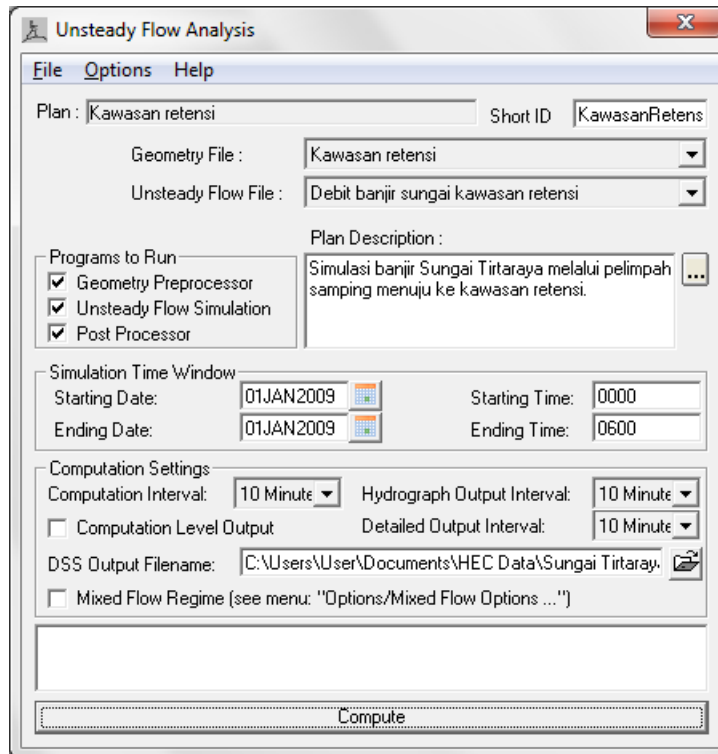 Unsteady Flow Analysis
File Options Help
Plan : Kawasan retensi Short ID KawasanRetens
Geometry File : Kawasan retensi
Unsteady Flow File : Debit banjir sungai kawasan retensi
Plan Description :
Programs to Run
Geometry Preprocessor
Unsteady Flow Simulation
Post Processor
Simulasi banjir Sungai Tirtaraya melalui pelimpah
samping menuju ke kawasan retensi.
...
Simulation Time Window
Starting Date: 01JAN2009 Starting Time: 0000
Ending Date: 01JAN2009 Ending Time: 0600
Computation Settings
Computation Interval: 10 Minute Hydrograph Output Interval: 10 Minute
Computation Level Output Detailed Output Interval: 10 Minute
DSS Output Filename: C:\Users\User\Documents\HEC Data\Sungai Tirtaray
Mixed Flow Regime (see menu: "Options/Mixed Flow Options ...")
Compute